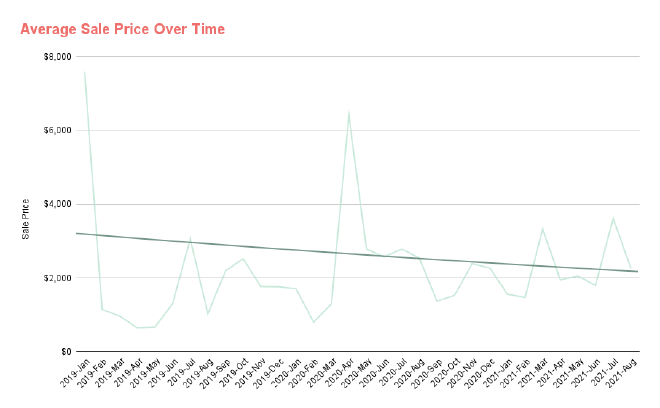 Average Sale Price Over Time
$8,000
$6,000
$4,000
$2,000
$0
Sale Price
2019-Jan
2019-Feb
2019-Mar
2019-Apr
2019-May
2019-Jun
2019-Jul
2019-Aug
2019-Sep
2019-Oct
2019-Nov
2019-Dec
2020-Jan
2020-Feb
2020-Mar
2020-Apr
2020-May
2020-Jun
2020-Jul
2020-Aug
2020-Sep
2020-Oct
2020-Nov
2020-Dec
2021-Jan
2021-Feb
2021-Mar
2021-Apr
2021-May
2021-Jun
2021-Jul
2021-Aug